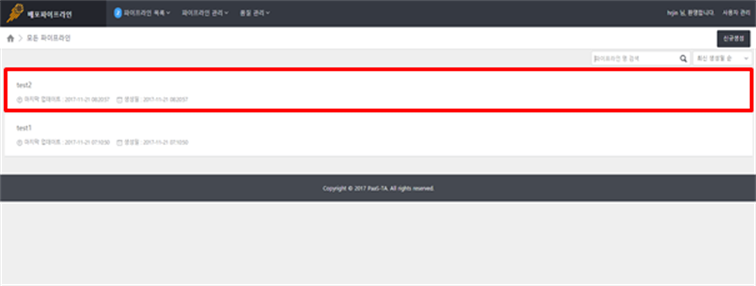 배포파이프라인
2 파이프라인 목록 파이프라인 관리 품질 관리
님, 환영합니다. 사용자 관리
모든 파이프라인
신규생성
파이프라인 명 검색 최신 생성일 순
test2
마지막 업데이트 : 2017-11-21 08:20:57 생성일 : 2017-11-21 08:20:57
test1
마지막 업데이트 : 2017-11-21 07:10:50 생성일 : 2017-11-21 07:10:50
Copyright © 2017 PaaS-TA. All rights reserved.